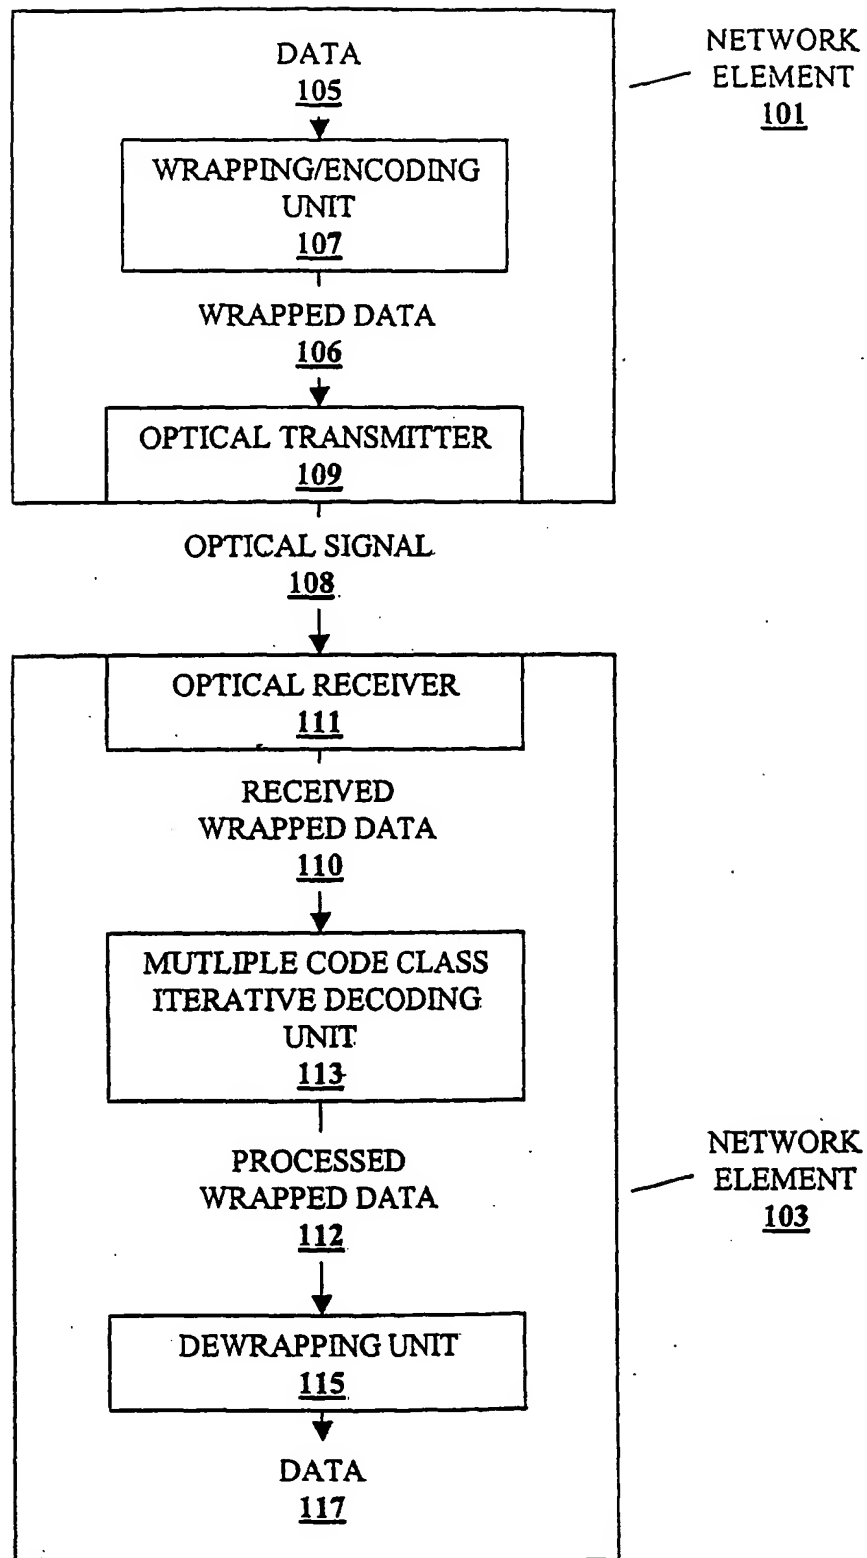 DATA
105
NETWORK
ELEMENT
101
WRAPPING/ENCODING
UNIT
107
WRAPPED DATA
106
OPTICAL TRANSMITTER
109
OPTICAL SIGNAL
108
OPTICAL RECEIVER
111
RECEIVED
WRAPPED DATA
110
MUTLIPLE CODE CLASS
ITERATIVE DECODING
UNIT
113
PROCESSED
WRAPPED DATA
112
NETWORK
ELEMENT
103
DEWRAPPING UNIT
115
DATA
117